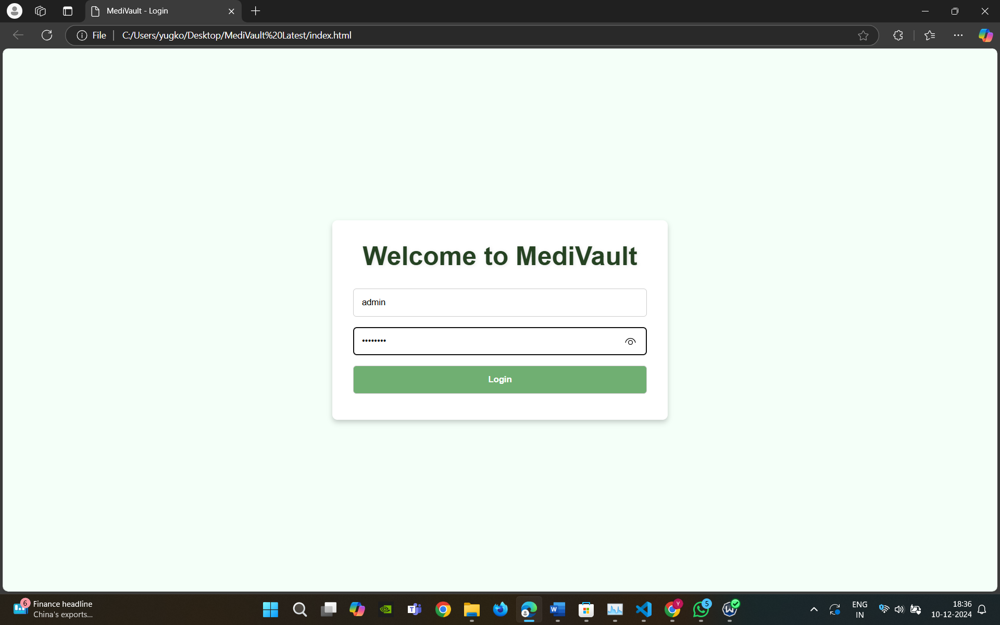 MediVault - Login
File
C:/Users/yugko/Desktop/MediVault%20Latest/index.html
Welcome to MediVault
admin
••••••••
Login
6
Finance headline
China's exports...
Y
5
ENG
IN
18:36
10-12-2024